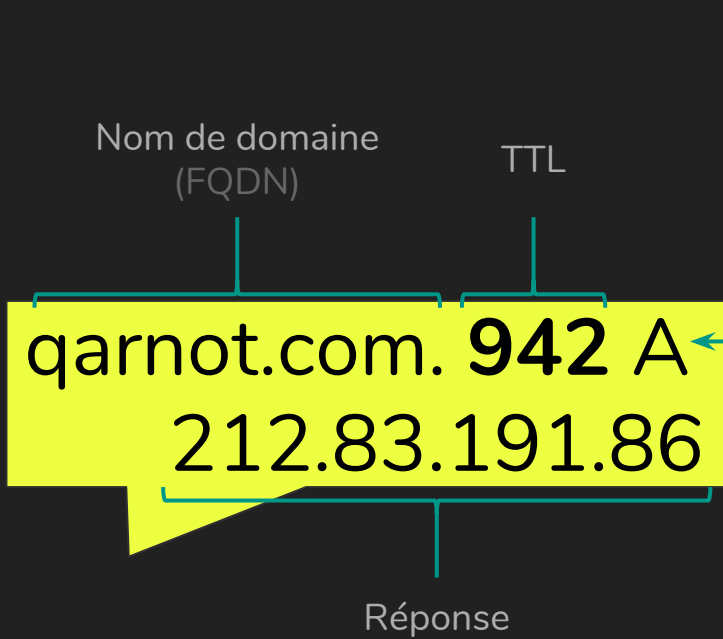 Nom de domaine
(FQDN)
TTL
qarnot.com. 942 A
212.83.191.86
Réponse